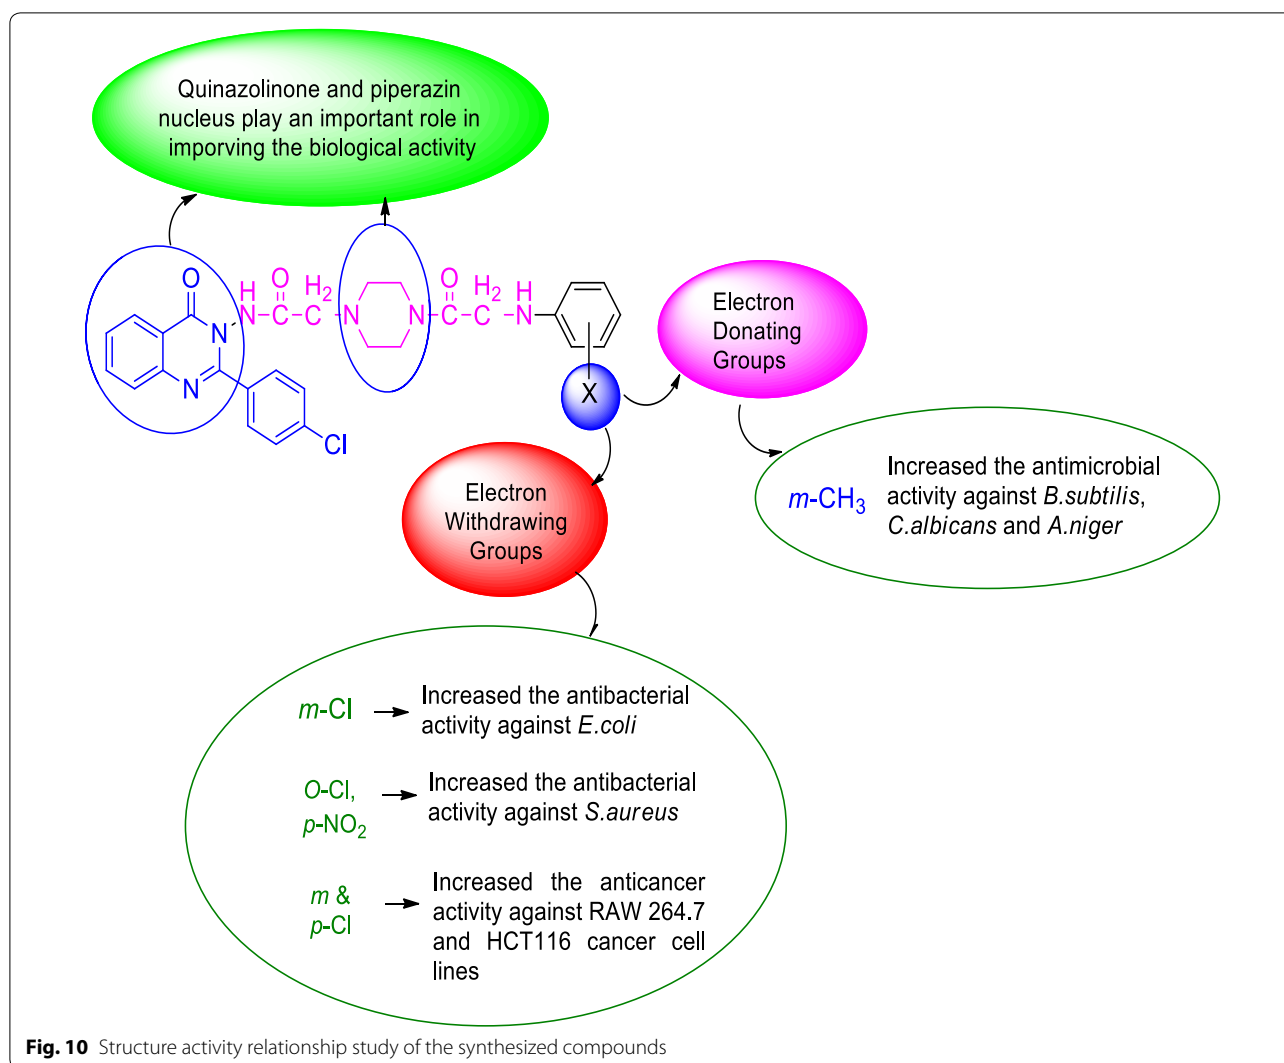 Quinazolinone and piperazin
nucleus play an important role in
imporving the biological activity
O
H
N
O
C
H2
C
N
N
O
C
H2
C
H
N
N
N
Cl
X
Electron
Donating
Groups
m-CH3
Increased the antimicrobial
activity against B.subtilis,
C.albicans and A.niger
Electron
Withdrawing
Groups
m-Cl
Increased the antibacterial
activity against E.coli
O-Cl,
p-NO2
Increased the antibacterial
activity against S.aureus
m &
p-Cl
Increased the anticancer
activity against RAW 264.7
and HCT116 cancer cell
lines
Fig. 10 Structure activity relationship study of the synthesized compounds